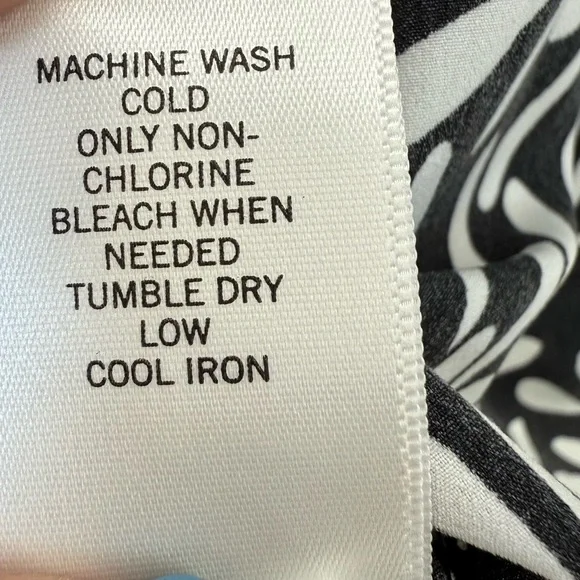 MACHINE WASH
COLD
ONLY NON-
CHLORINE
BLEACH WHEN
NEEDED
TUMBLE DRY
LOW
COOL IRON